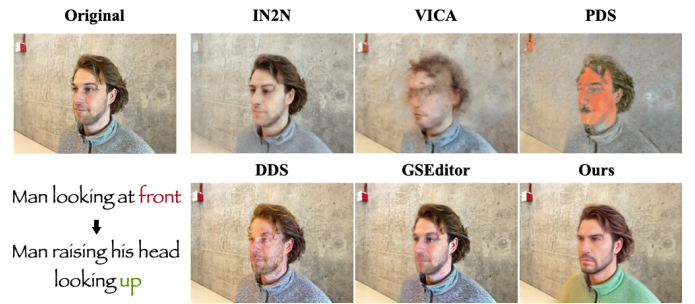 Original IN2N VICA PDS
DDS GSEditor Ours
Man looking at front
Man raising his head
looking up